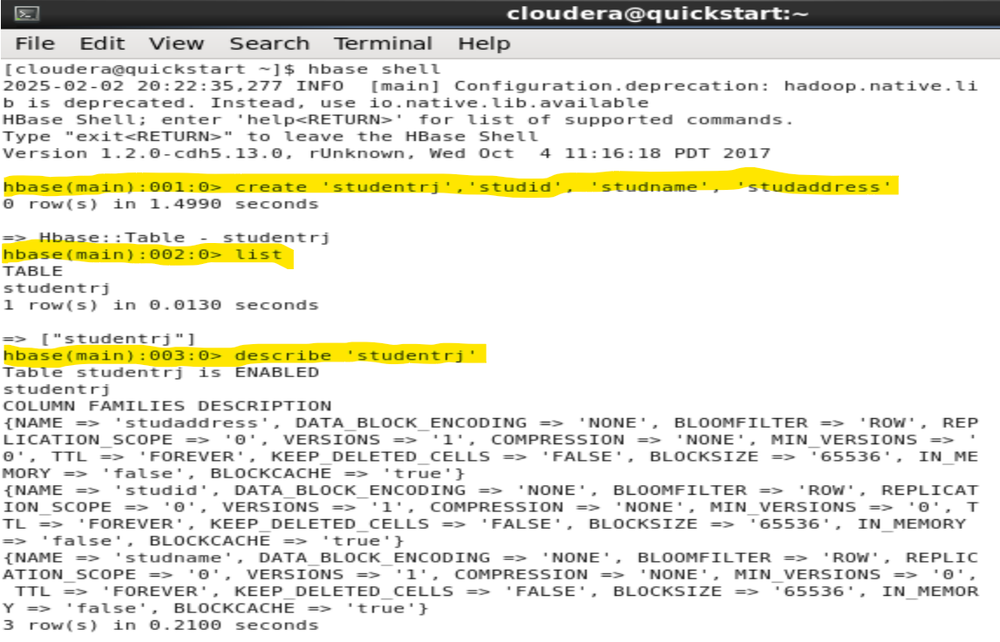 cloudera@quickstart:~
File Edit View Search Terminal Help
[cloudera@quickstart ~]$ hbase shell
2025-02-02 20:22:35,277 INFO  [main] Configuration.deprecation: hadoop.native.li
b is deprecated. Instead, use io.native.lib.available
HBase Shell; enter 'help<RETURN>' for list of supported commands.
Type "exit<RETURN>" to leave the HBase Shell
Version 1.2.0-cdh5.13.0, rUnknown, Wed Oct  4 11:16:18 PDT 2017
hbase(main):001:0> create 'studentrj','studid', 'studname', 'studaddress'
0 row(s) in 1.4990 seconds
=> Hbase::Table - studentrj
hbase(main):002:0> list
TABLE
studentrj
1 row(s) in 0.0130 seconds
=> ["studentrj"]
hbase(main):003:0> describe 'studentrj'
Table studentrj is ENABLED
studentrj
COLUMN FAMILIES DESCRIPTION
{NAME => 'studaddress', DATA_BLOCK_ENCODING => 'NONE', BLOOMFILTER => 'ROW', REP
LICATION_SCOPE => '0', VERSIONS => '1', COMPRESSION => 'NONE', MIN_VERSIONS => '
0', TTL => 'FOREVER', KEEP_DELETED_CELLS => 'FALSE', BLOCKSIZE => '65536', IN_ME
MORY => 'false', BLOCKCACHE => 'true'}
{NAME => 'studid', DATA_BLOCK_ENCODING => 'NONE', BLOOMFILTER => 'ROW', REPLICAT
ION_SCOPE => '0', VERSIONS => '1', COMPRESSION => 'NONE', MIN_VERSIONS => '0', T
TL => 'FOREVER', KEEP_DELETED_CELLS => 'FALSE', BLOCKSIZE => '65536', IN_MEMORY
=> 'false', BLOCKCACHE => 'true'}
{NAME => 'studname', DATA_BLOCK_ENCODING => 'NONE', BLOOMFILTER => 'ROW', REPLIC
ATION_SCOPE => '0', VERSIONS => '1', COMPRESSION => 'NONE', MIN_VERSIONS => '0',
 TTL => 'FOREVER', KEEP_DELETED_CELLS => 'FALSE', BLOCKSIZE => '65536', IN_MEMOR
Y => 'false', BLOCKCACHE => 'true'}
3 row(s) in 0.2100 seconds